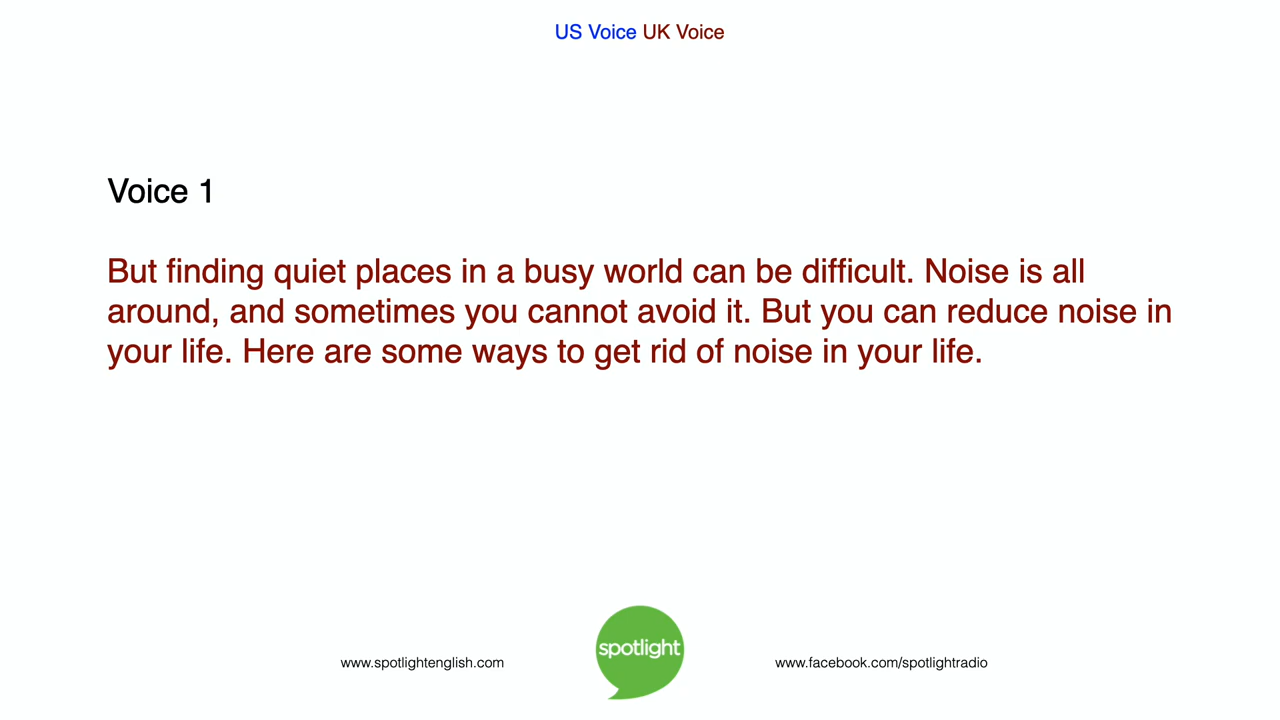 US Voice UK Voice
Voice 1
But finding quiet places in a busy world can be difficult. Noise is all
around, and sometimes you cannot avoid it. But you can reduce noise in
your life. Here are some ways to get rid of noise in your life.
spotlight
www.spotlightenglish.com
www.facebook.com/spotlightradio